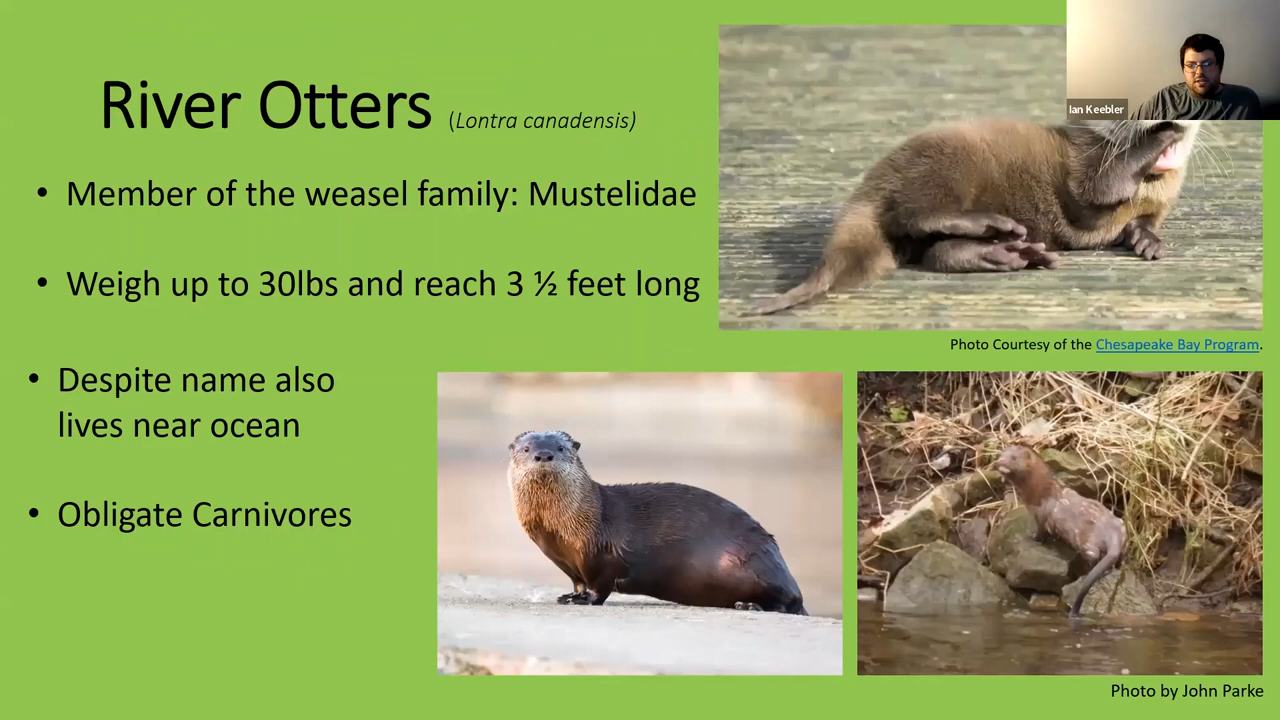 River Otters (Lontra canadensis)
• Member of the weasel family: Mustelidae
• Weigh up to 30lbs and reach 3 ½ feet long
• Despite name also
lives near ocean
• Obligate Carnivores
Ian Keebler
Photo Courtesy of the Chesapeake Bay Program.
Photo by John Parke